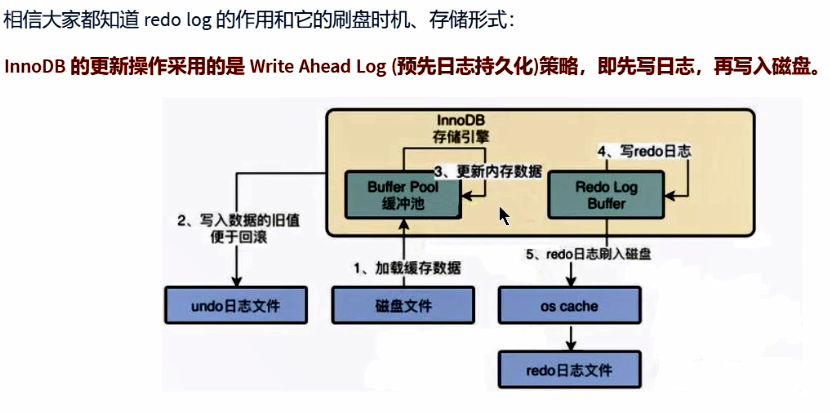 相信大家都知道 redo log 的作用和它的刷盘时机、存储形式：
InnoDB 的更新操作采用的是 Write Ahead Log (预先日志持久化)策略，即先写日志，再写入磁盘。
InnoDB
存储引擎
4、写redo日志
3、更新内存数据
Buffer Pool
缓冲池
Redo Log
Buffer
2、写入数据的旧值
便于回滚
5、redo日志刷入磁盘
1、加载缓存数据
undo日志文件
磁盘文件
os cache
redo日志文件